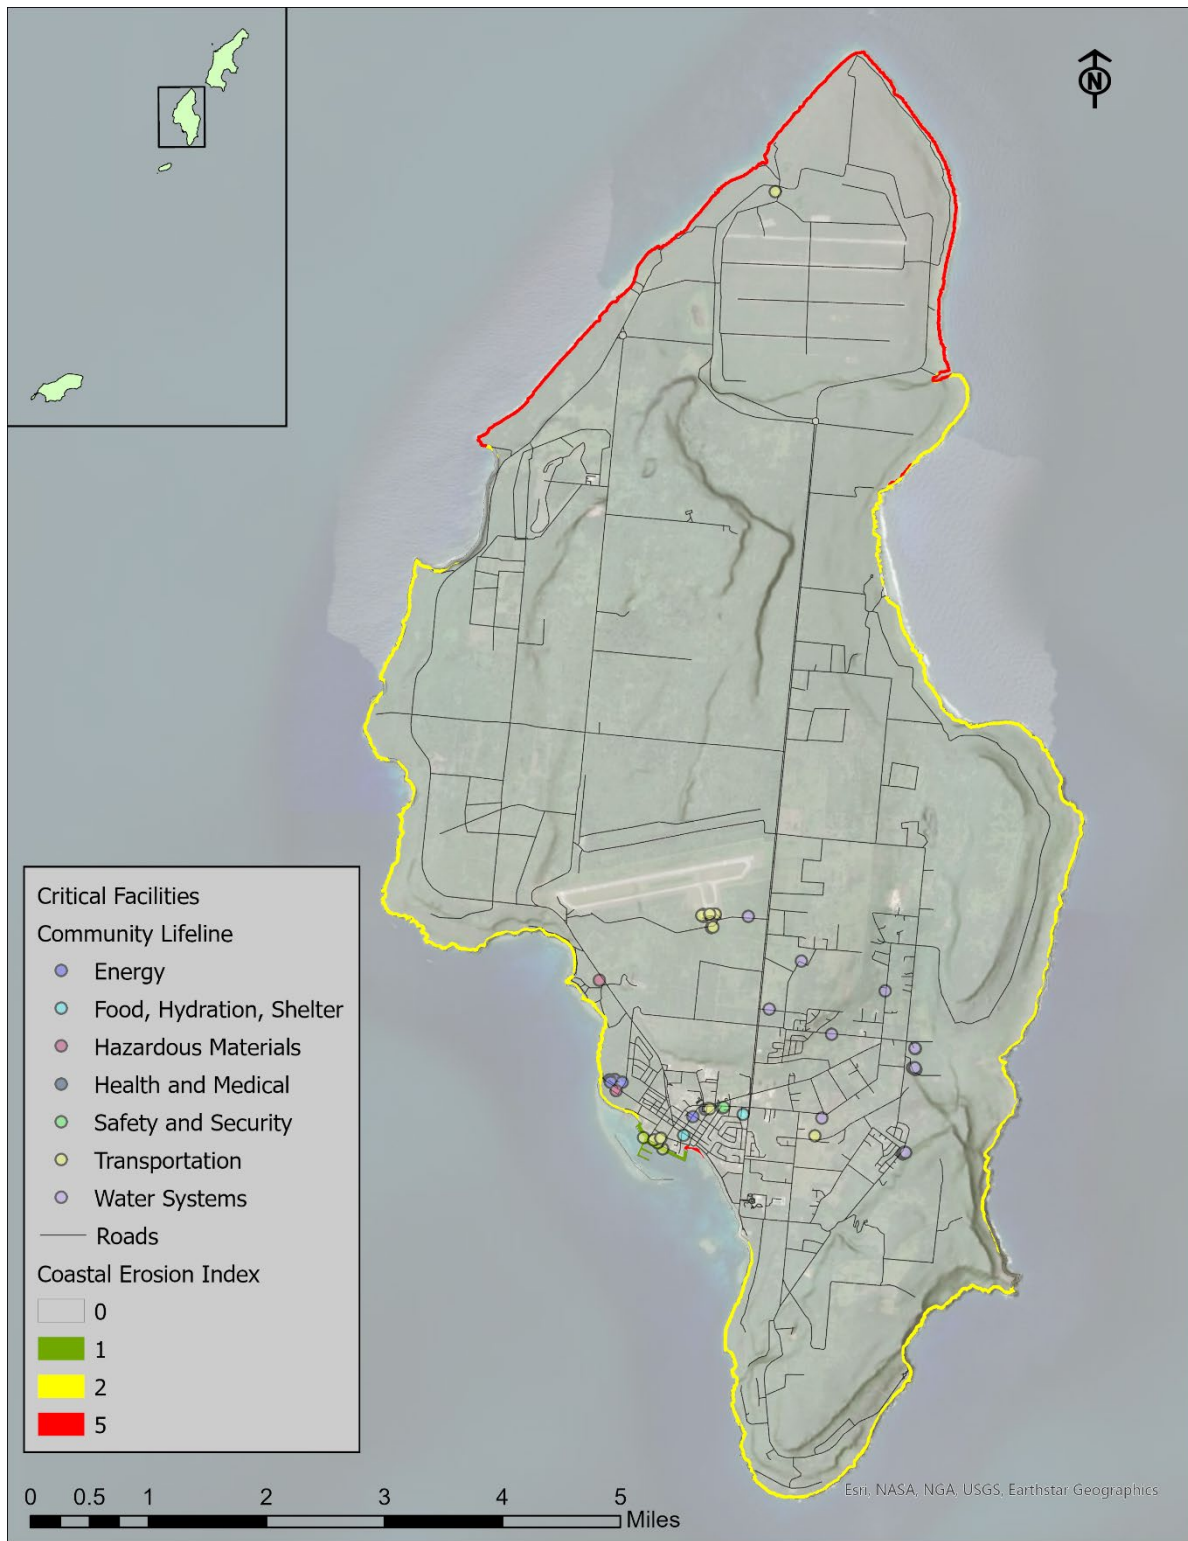 N
Critical Facilities
Community Lifeline
Energy
Food, Hydration, Shelter
Hazardous Materials
Health and Medical
Safety and Security
Transportation
Water Systems
Roads
Coastal Erosion Index
0
1
2
5
0 0.5 1 2 3 4 5
Miles
Esri, NASA, NGA, USGS, Earthstar Geographics